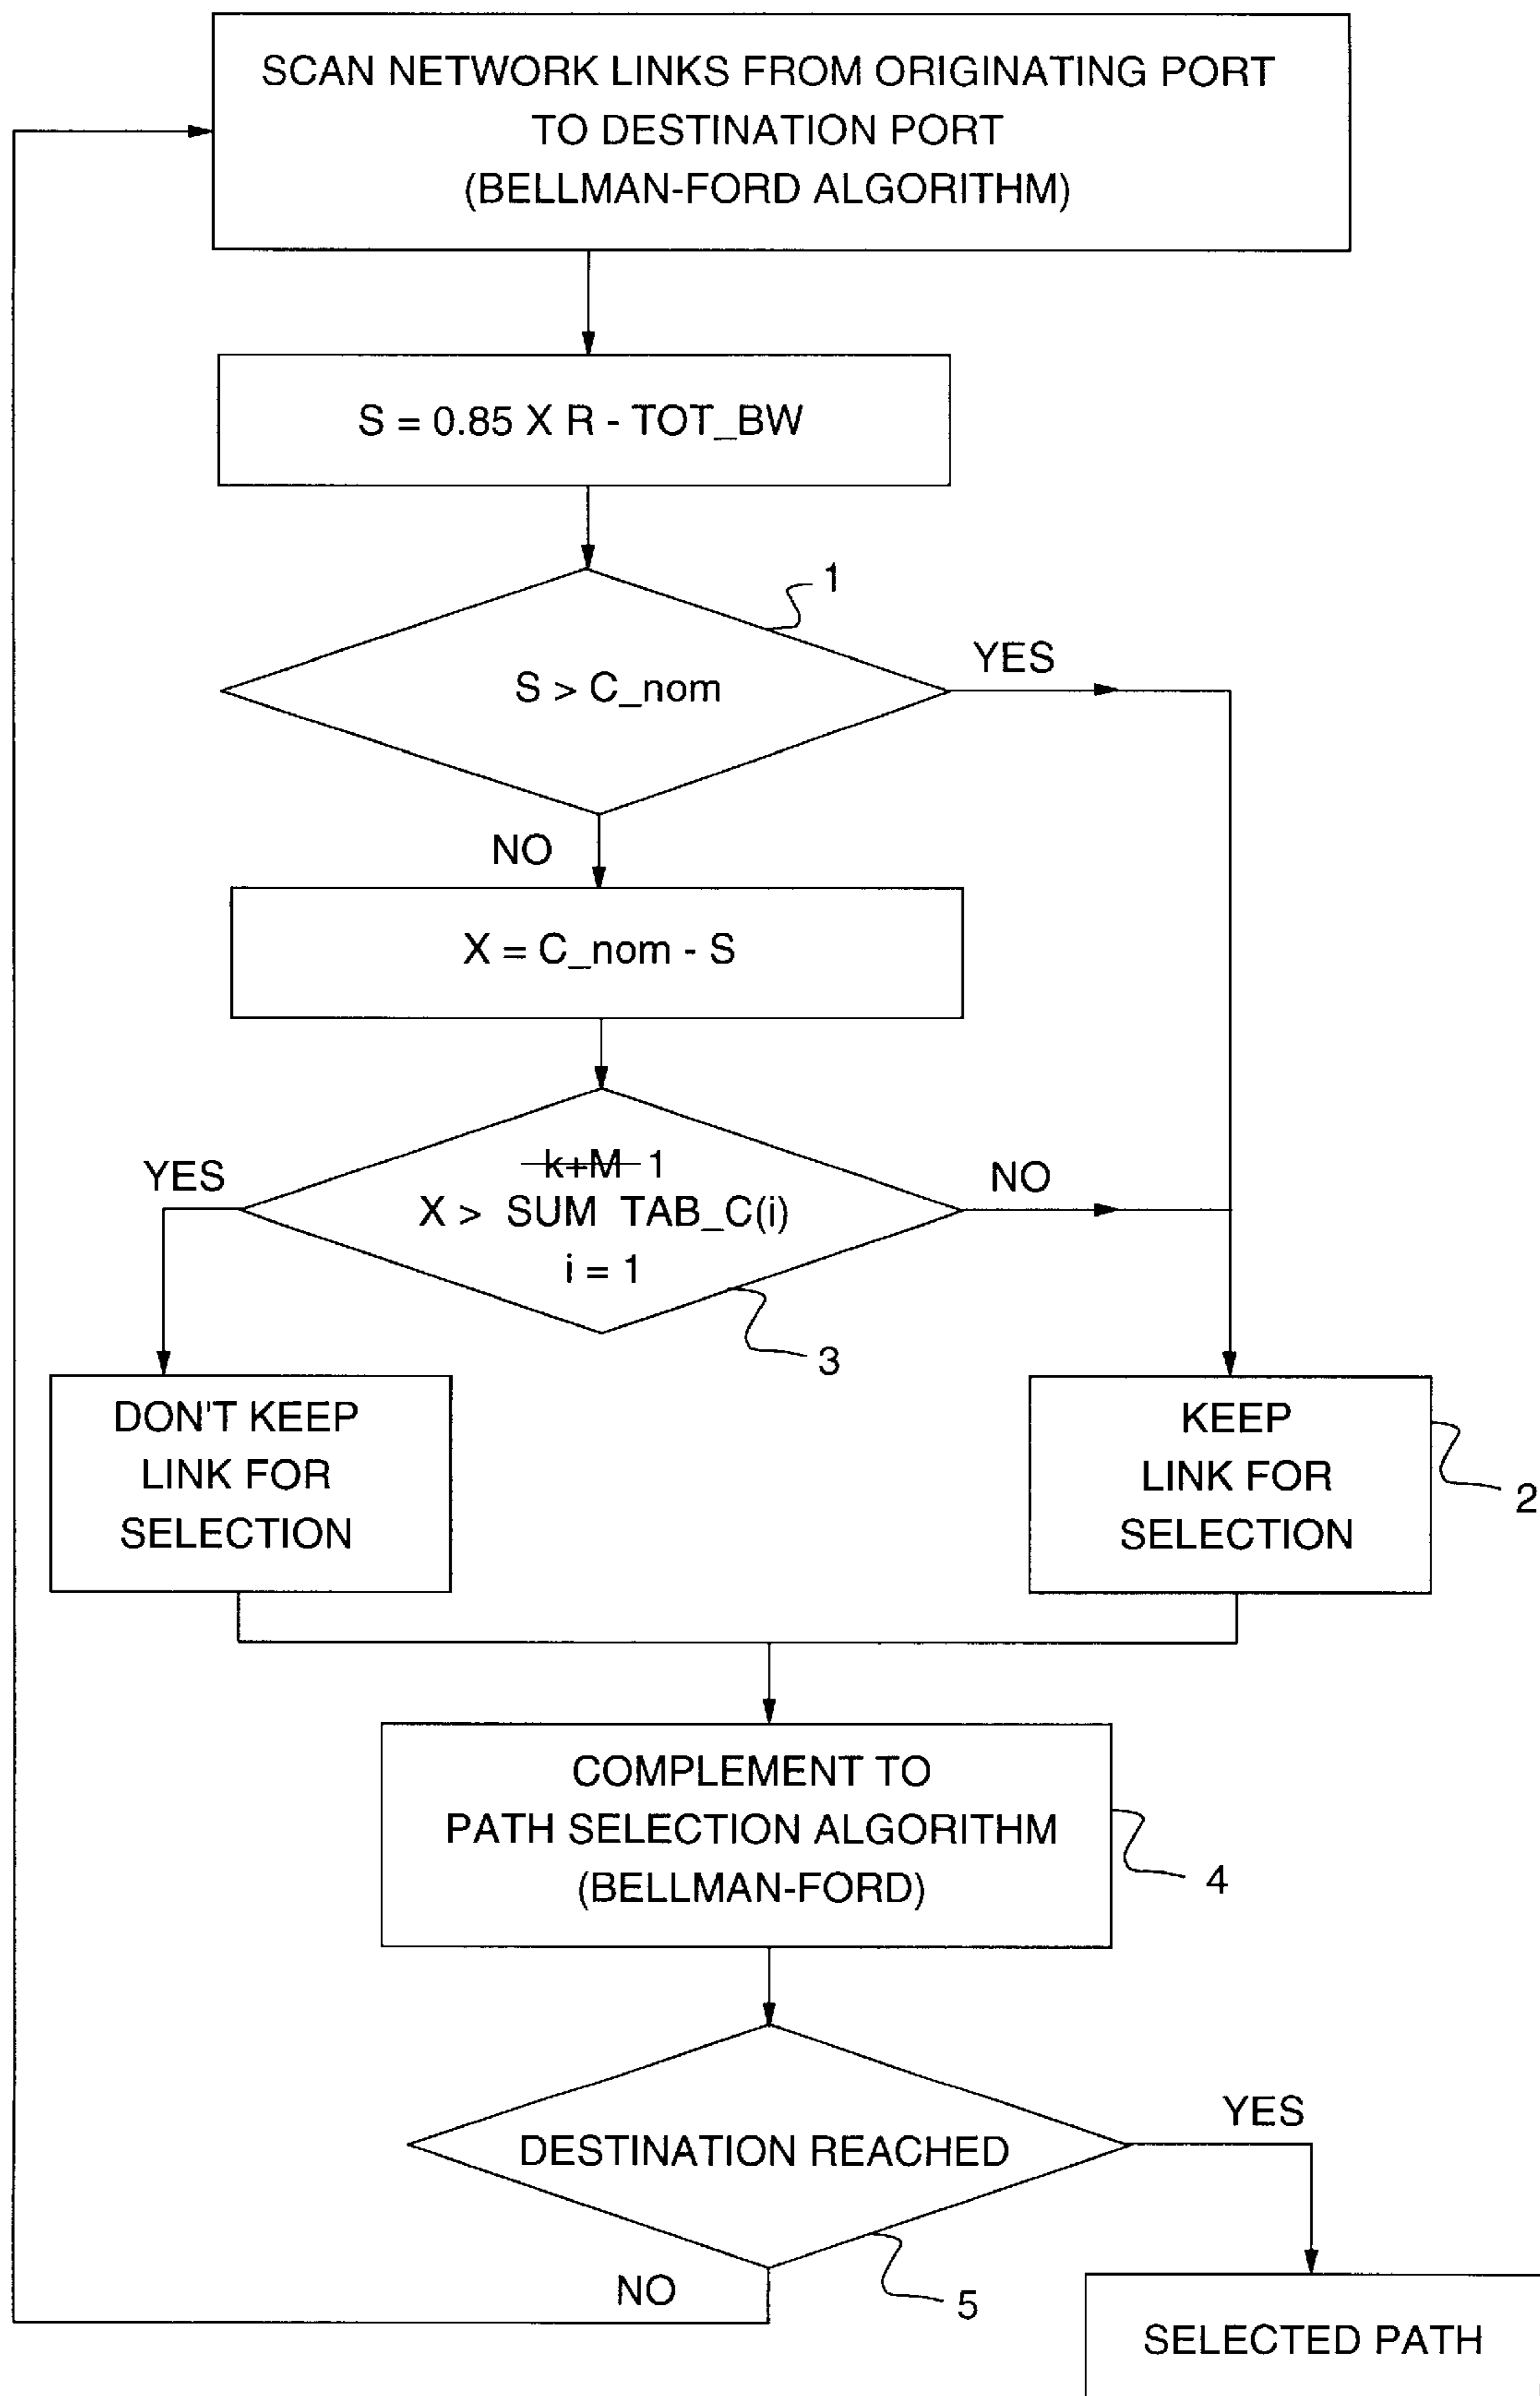 SCAN NETWORK LINKS FROM ORIGINATING PORT
TO DESTINATION PORT
(BELLMAN-FORD ALGORITHM)
S = 0.85 X R - TOT_BW
1
S > C_nom
YES
NO
X = C_nom - S
YES
k+M 1
NO
X > SUM TAB_C(i)
i = 1
3
DON'T KEEP
LINK FOR
SELECTION
KEEP
LINK FOR
SELECTION
2
COMPLEMENT TO
PATH SELECTION ALGORITHM
(BELLMAN-FORD)
4
DESTINATION REACHED
YES
NO
5
SELECTED PATH